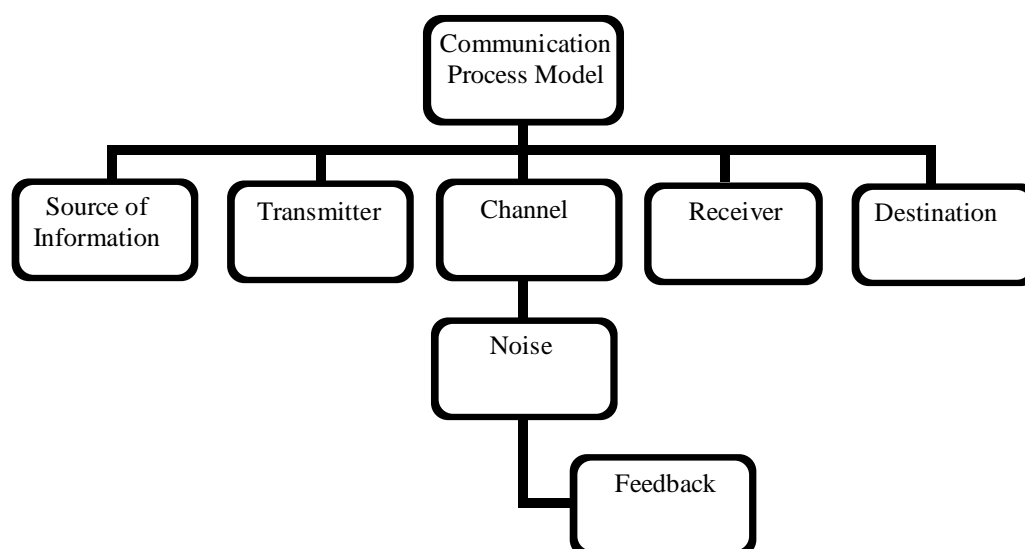 Communication
Process Model
Source of
Information
Transmitter
Channel
Receiver
Destination
Noise
Feedback